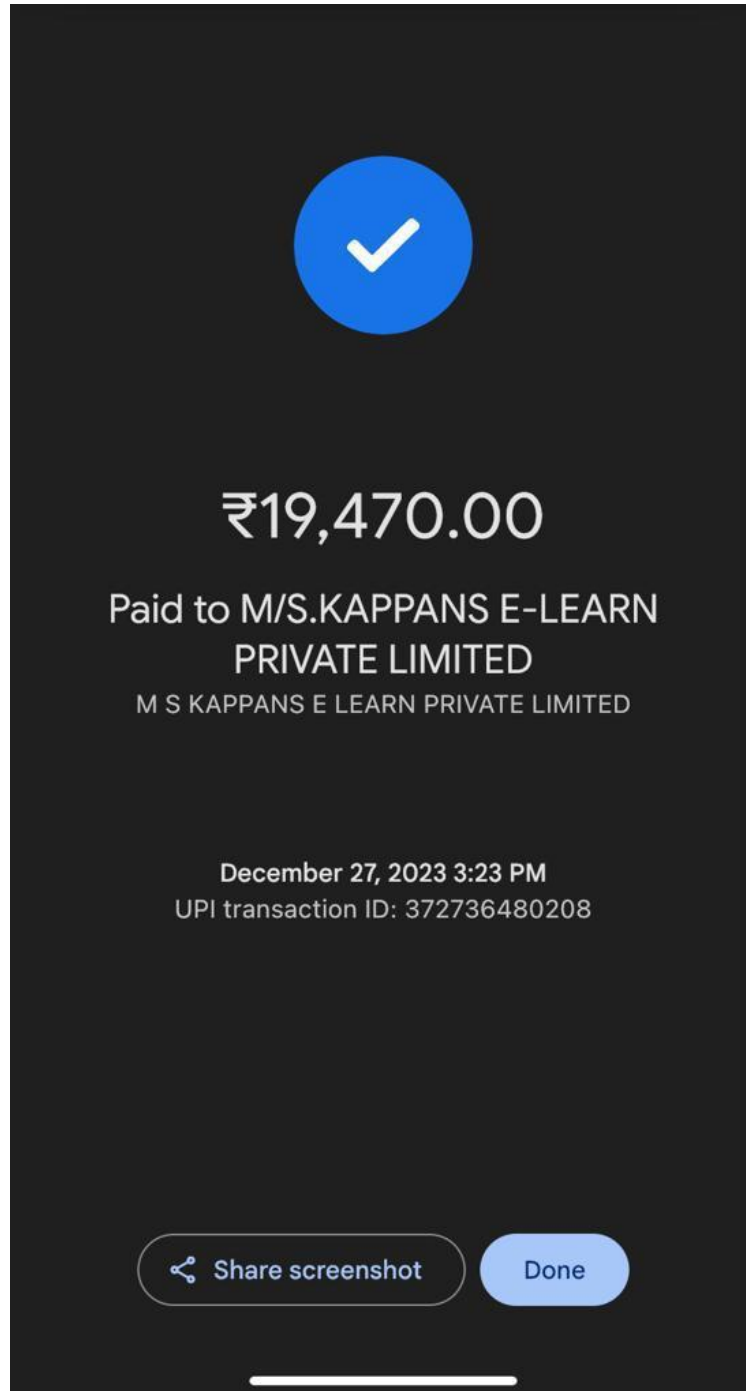 ₹19,470.00
Paid to M/S.KAPPANS E-LEARN
PRIVATE LIMITED
M S KAPPANS E LEARN PRIVATE LIMITED
December 27, 2023 3:23 PM
UPI transaction ID: 372736480208
Share screenshot
Done